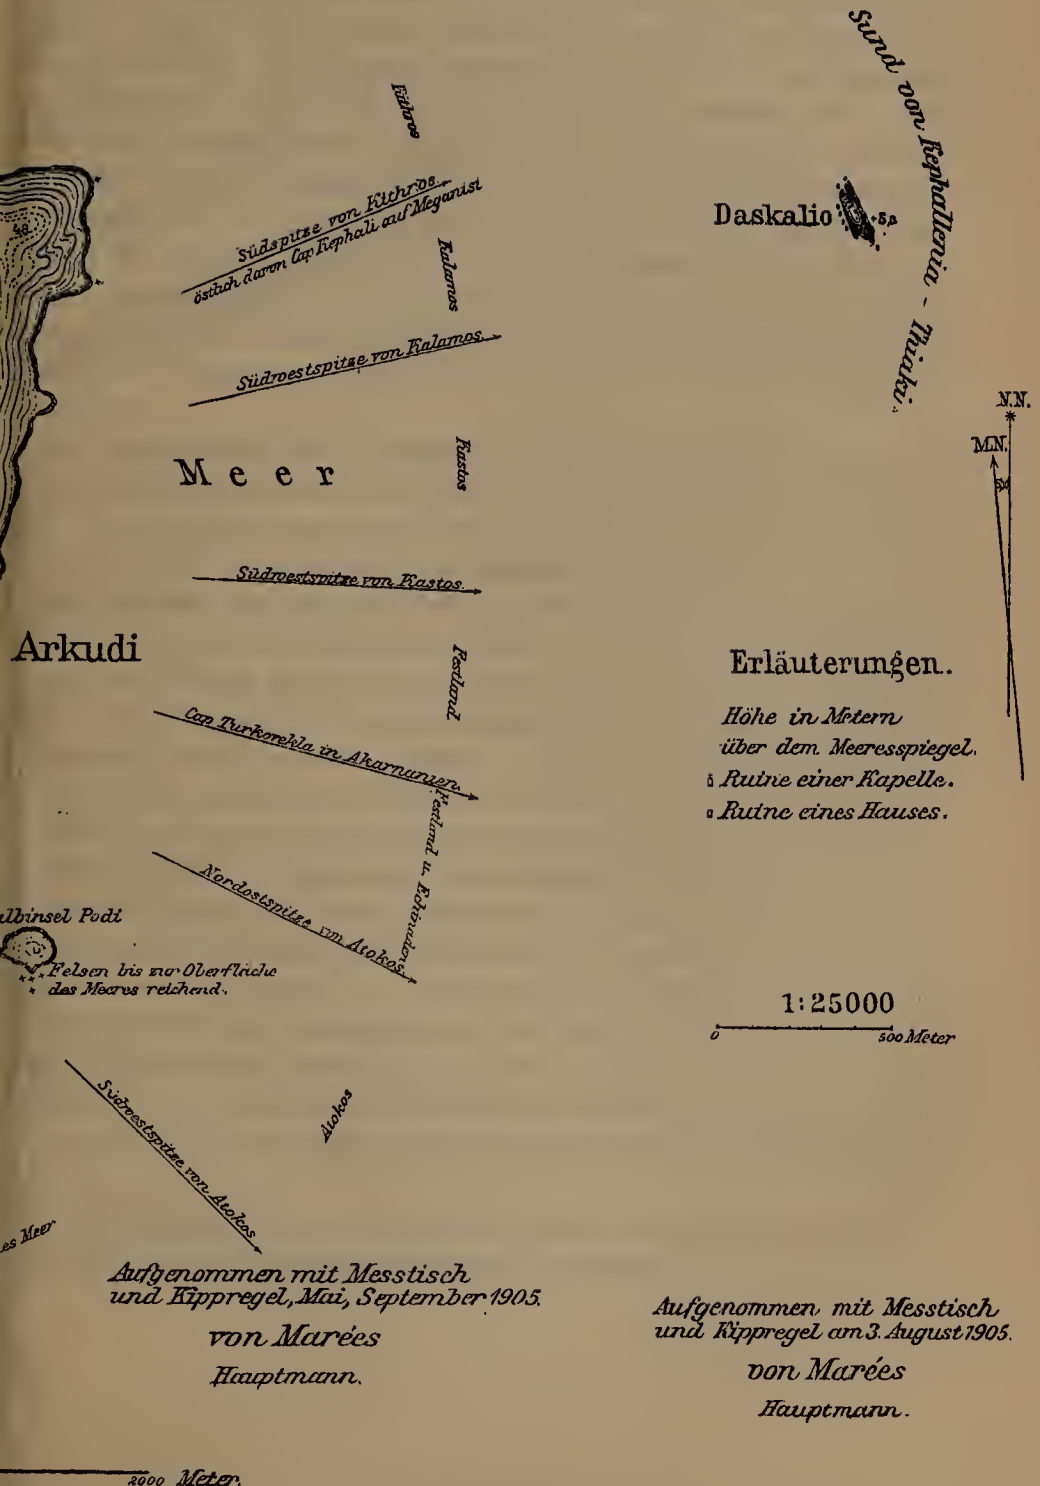 Sund von Kephallenia - Thiaki.
Kithros
Südspitze von Kithros.
östlich davon Cap Kephali auf Meganisi
Daskalio
Kalamos
Südwestspitze von Kalamos.
N.N.
M.N.
Meer
Kastos
Südwestspitze von Kastos.
Arkudi
Festland
Erläuterungen.
Höhe in Metern
über dem Meeresspiegel.
Ruine einer Kapelle.
Ruine eines Hauses.
Cap Turkovekla in Akarnanien.
Festland u. Echinaden
Nordostspitze von Atokos.
albinsel Podi
Felsen bis zur Oberfläche
des Meeres reichend.
1:25000
0 500 Meter
Südwestspitze von Atokos
Atokos
es Meer
Aufgenommen mit Messtisch
und Kippregel, Mai, September 1905.
von Marées
Hauptmann.
Aufgenommen mit Messtisch
und Kippregel am 3. August 1905.
von Marées
Hauptmann.
2000 Meter.